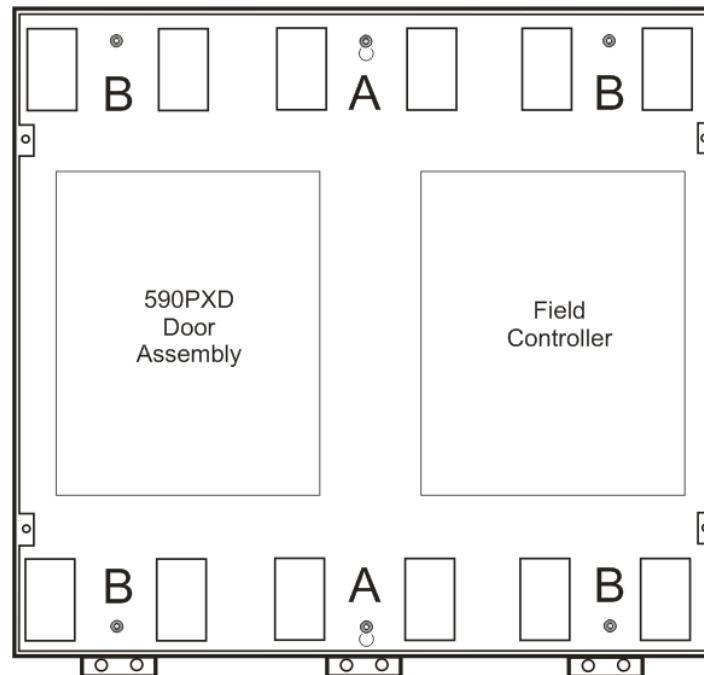 B A B
590PXD
Door
Assembly
Field
Controller
B A B